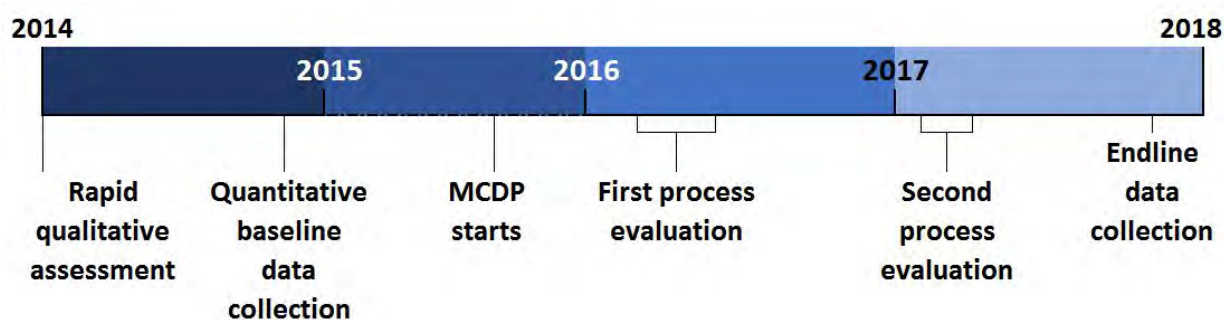 2014
2018
2015
2016
2017
Rapid
qualitative
assessment
Quantitative
baseline
data
collection
MCDP
starts
First process
evaluation
Second
process
evaluation
Endline
data
collection